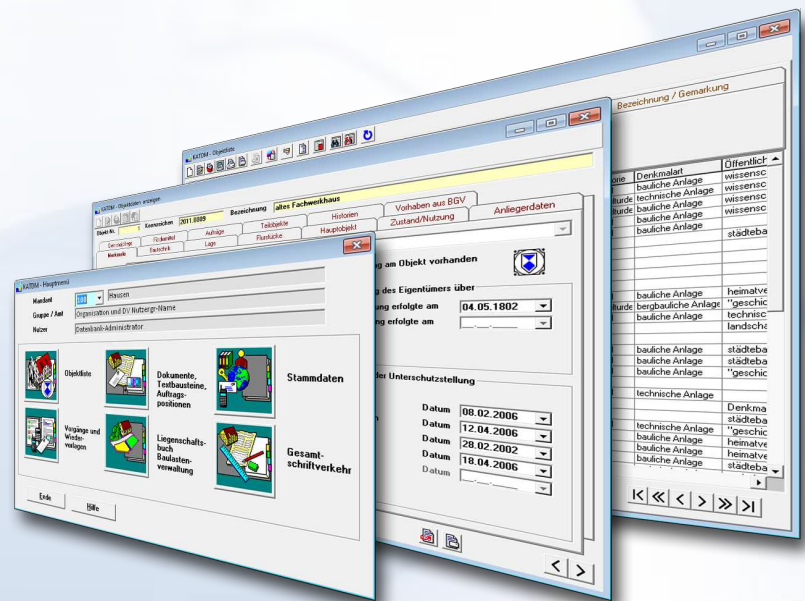 Bezeichnung / Gemarkung
KATDM - Objektliste
Denkmalart
Öffentlich
bauliche Anlage
wissensc
technische Anlage
wissensc
bauliche Anlage
wissensc
bauliche Anlage
wissensc
bauliche Anlage
bauliche Anlage
städteba
bauliche Anlage
heimatve
bergbauliche Anlage
"geschic
bauliche Anlage
technisc
landscha
bauliche Anlage
städteba
bauliche Anlage
städteba
bauliche Anlage
"geschic
technische Anlage
Denkma
städteba
technische Anlage
"geschic
bauliche Anlage
heimatve
bauliche Anlage
heimatve
bauliche Anlage
städteba
KATDM - Objektdaten anzeigen
Objekt-Nr.
1
Kennzeichen
2011.0089
Bezeichnung
altes Fachwerkhaus
Fördermittel
Aufträge
Teilobjekte
Historien
Vorhaben aus BGV
Merkmale
Bautechnik
Lage
Flurstücke
Hauptobjekt
Zustand/Nutzung
Anliegerdaten
am Objekt vorhanden
des Eigentümers über
erfolgte am
04.05.1802
erfolgte am
der Unterschutzstellung
Datum
08.02.2006
Datum
12.04.2006
Datum
28.02.2002
Datum
18.04.2006
Datum
KATDM - Hauptmenü
Mandant
100
Hausen
Gruppe / Amt
Organisation und DV Nutzergr-Name
Nutzer
Datenbank-Administrator
Objektliste
Dokumente,
Textbausteine,
Auftrags-
positionen
Stammdaten
Vorgänge und
Wieder-
vorlagen
Liegenschafts-
buch
Baulasten-
verwaltung
Gesamt-
schriftverkehr
Ende
Hilfe